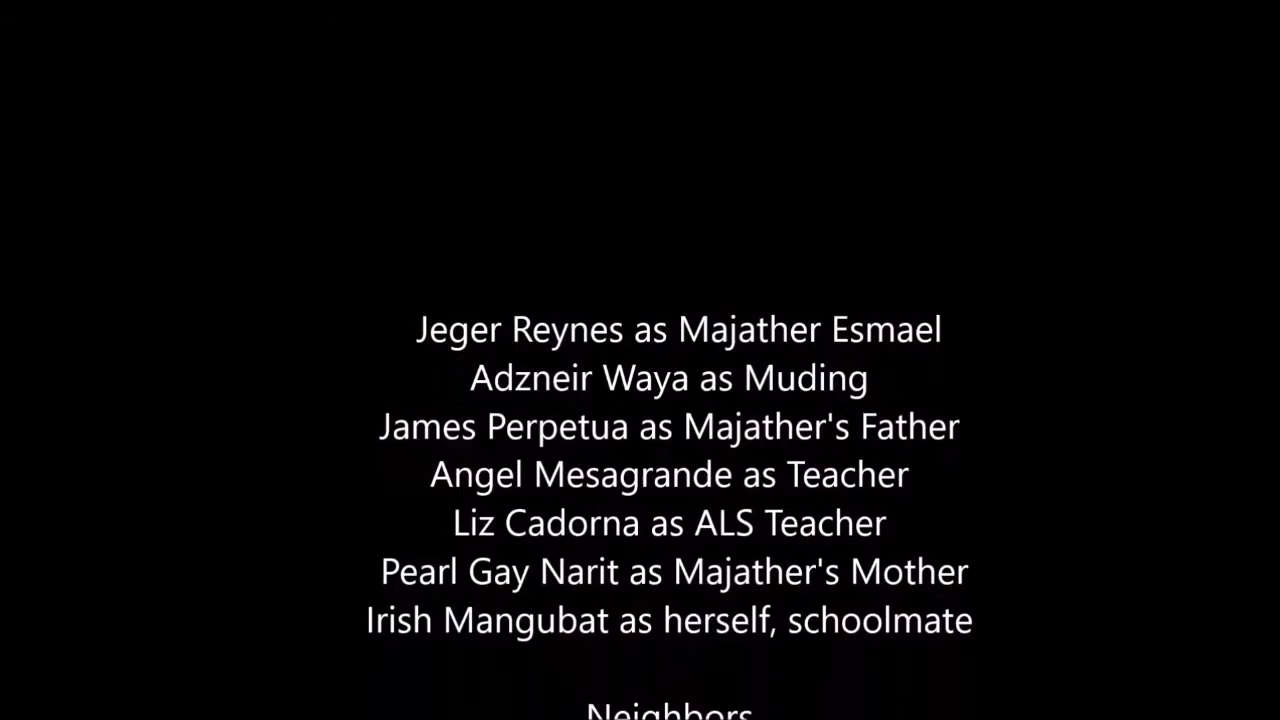 Jeger Reynes as Majather Esmael
Adzneir Waya as Muding
James Perpetua as Majather's Father
Angel Mesagrande as Teacher
Liz Cadorna as ALS Teacher
Pearl Gay Narit as Majather's Mother
Irish Mangubat as herself, schoolmate
Neighbors